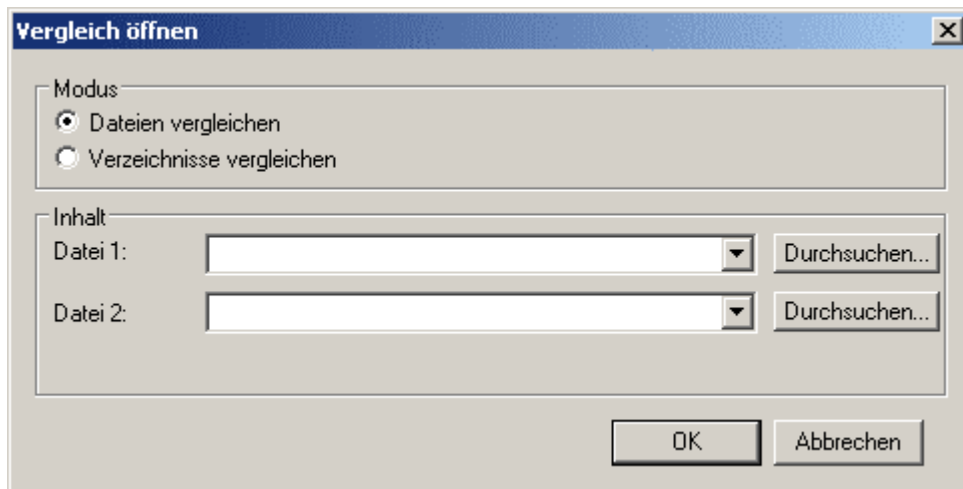 Vergleich öffnen
Modus
Dateien vergleichen
Verzeichnisse vergleichen
Inhalt
Datei 1:
Durchsuchen...
Datei 2:
Durchsuchen...
OK
Abbrechen